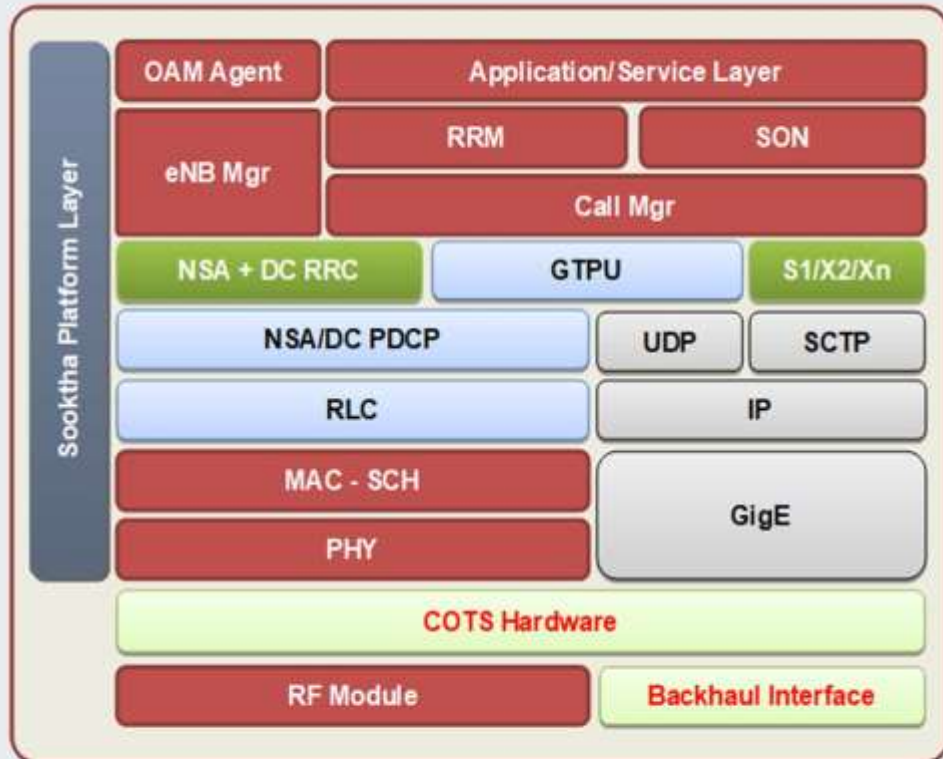 Sooktha Platform Layer
OAM Agent
Application/Service Layer
eNB Mgr
RRM
SON
Call Mgr
NSA + DC RRC
GTPU
S1/X2/Xn
NSA/DC PDCP
UDP
SCTP
RLC
IP
MAC - SCH
GigE
PHY
COTS Hardware
RF Module
Backhaul Interface